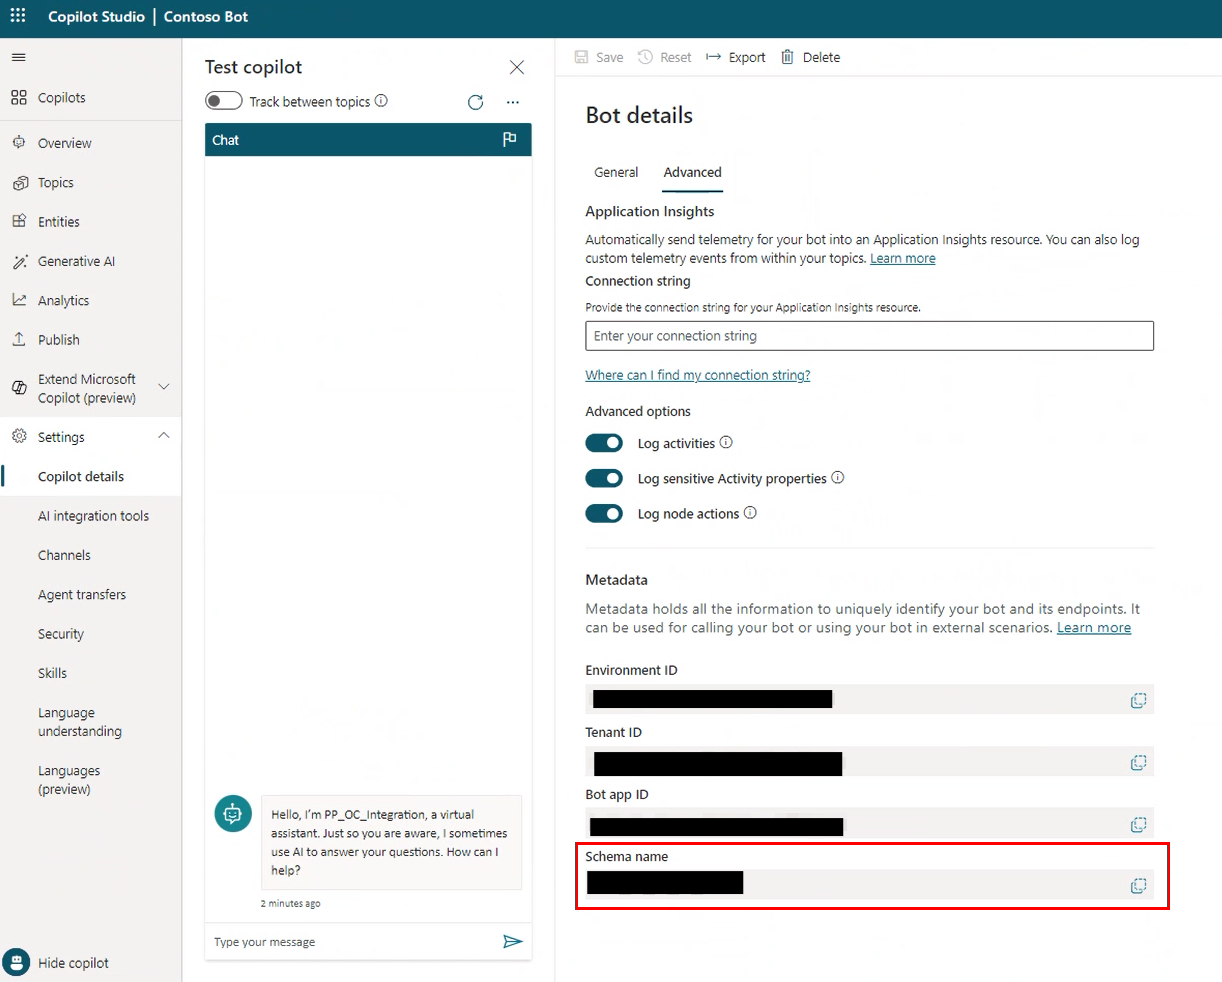 Copilot Studio | Contoso Bot
Copilots
Overview
Topics
Entities
Generative AI
Analytics
Publish
Extend Microsoft
Copilot (preview)
Settings
Copilot details
AI integration tools
Channels
Agent transfers
Security
Skills
Language
understanding
Languages
(preview)
Hide copilot
Test copilot
Track between topics
Chat
Hello, I'm PP_OC_Integration, a virtual
assistant. Just so you are aware, I sometimes
use AI to answer your questions. How can I
help?
2 minutes ago
Type your message
Save
Reset
Export
Delete
Bot details
General
Advanced
Application Insights
Automatically send telemetry for your bot into an Application Insights resource. You can also log
custom telemetry events from within your topics. Learn more
Connection string
Provide the connection string for your Application Insights resource.
Enter your connection string
Where can I find my connection string?
Advanced options
Log activities
Log sensitive Activity properties
Log node actions
Metadata
Metadata holds all the information to uniquely identify your bot and its endpoints. It
can be used for calling your bot or using your bot in external scenarios. Learn more
Environment ID
Tenant ID
Bot app ID
Schema name